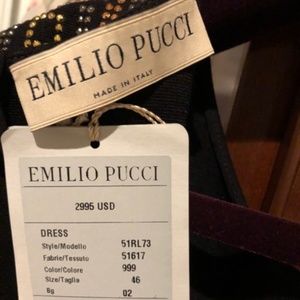 EMILIO PUCCI
MADE IN ITALY
EMILIO PUCCI
2995 USD
DRESS
Style/Modello 51RL73
Fabric/Tessuto 51617
Color/Colore 999
Size/Taglia 46
Bg 02